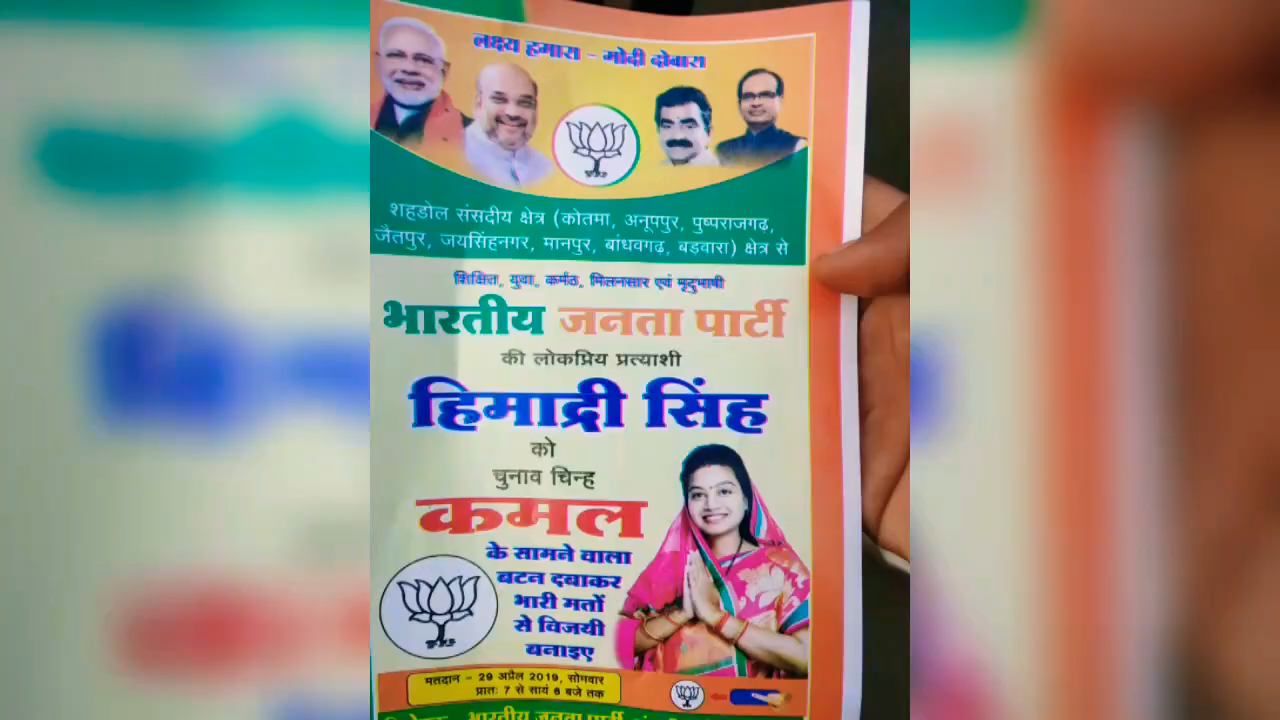 लक्ष्य हमारा - मोदी दोबारा
शहडोल संसदीय क्षेत्र (कोतमा, अनूपपुर, पुष्पराजगढ़,
जैतपुर, जयसिंहनगर, मानपुर, बांधवगढ, बड़वारा) क्षेत्र से
शिक्षित, युवा, कर्मठ, मिलनसार एवं मृदुभाषी
भारतीय जनता पार्टी
की लोकप्रिय प्रत्याशी
हिमाद्री सिंह
को
चुनाव चिन्ह
कमल
के सामने वाला
बटन दबाकर
भारी मतों
से विजयी
बनाइए
मतदान - 29 अप्रैल 2019, सोमवार
प्रातः 7 से सायं 6 बजे तक
भारतीय जनता पार्टी